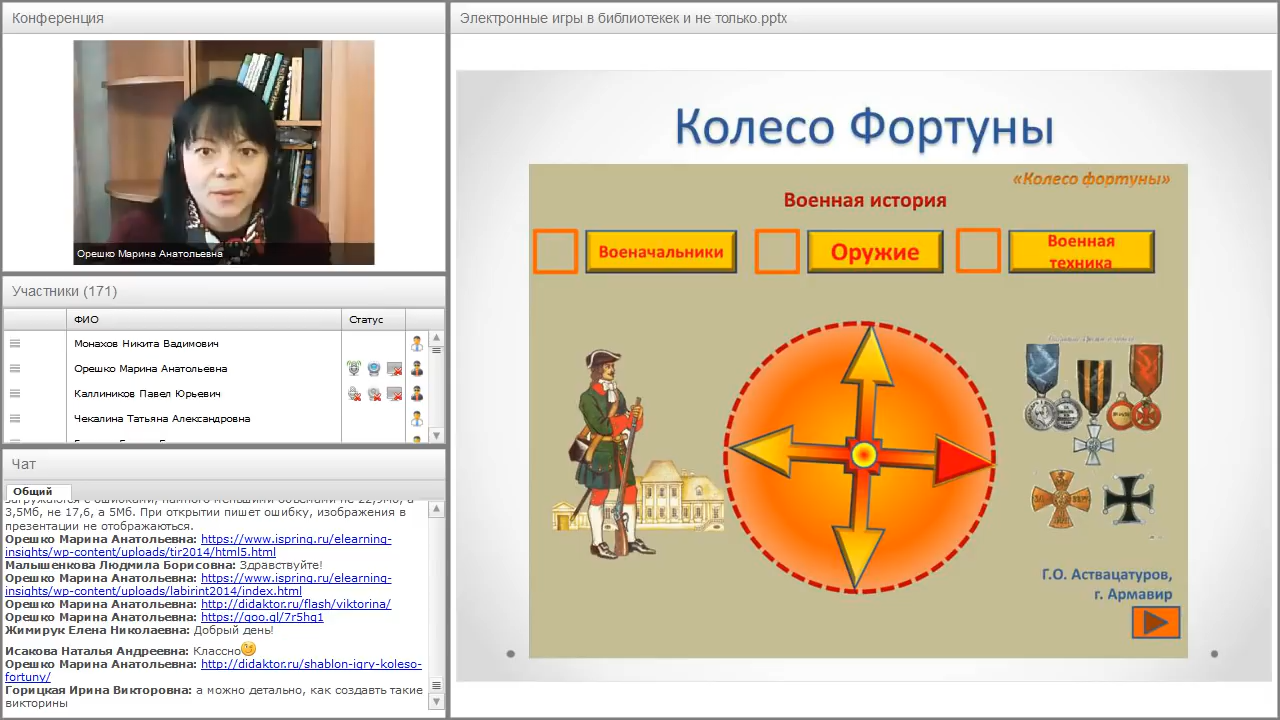 Конференция
Орешко Марина Анатольевна
Участники (171)
ФИО
Статус
Монахов Никита Вадимович
Орешко Марина Анатольевна
Каллиников Павел Юрьевич
Чекалина Татьяна Александровна
Чат
Общий
3,5Мб, не 17,6, а 5Мб. При открытии пишет ошибку, изображения в
презентации не отображаються.
Орешко Марина Анатольевна: https://www.ispring.ru/elearning-
insights/wp-content/uploads/tir2014/html5.html
Малышенкова Людмила Борисовна: Здравствуйте!
Орешко Марина Анатольевна: https://www.ispring.ru/elearning-
insights/wp-content/uploads/labirint2014/index.html
Орешко Марина Анатольевна: http://didaktor.ru/flash/viktorina/
Орешко Марина Анатольевна: https://goo.gl/7r5hg1
Жимирук Елена Николаевна: Добрый день!
Исакова Наталья Андреевна: Классно
Орешко Марина Анатольевна: http://didaktor.ru/shablon-igry-koleso-
fortuny/
Горицкая Ирина Викторовна: а можно детально, как создать такие
викторины
Электронные игры в библиотекек и не только.pptx
Колесо Фортуны
«Колесо фортуны»
Военная история
Военачальники
Оружие
Военная
техника
Г.О. Аствацатуров,
г. Армавир